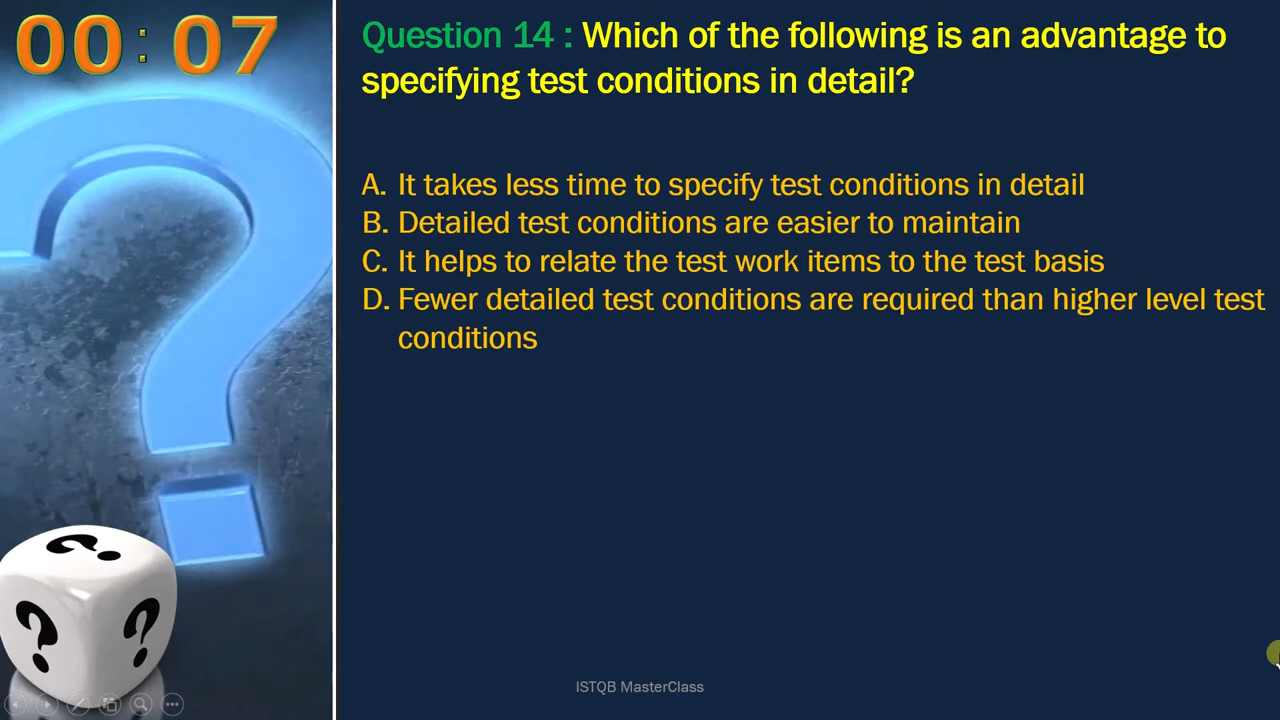 00:07
Question 14 : Which of the following is an advantage to
specifying test conditions in detail?
A. It takes less time to specify test conditions in detail
B. Detailed test conditions are easier to maintain
C. It helps to relate the test work items to the test basis
D. Fewer detailed test conditions are required than higher level test
conditions
? ? ?
ISTQB MasterClass